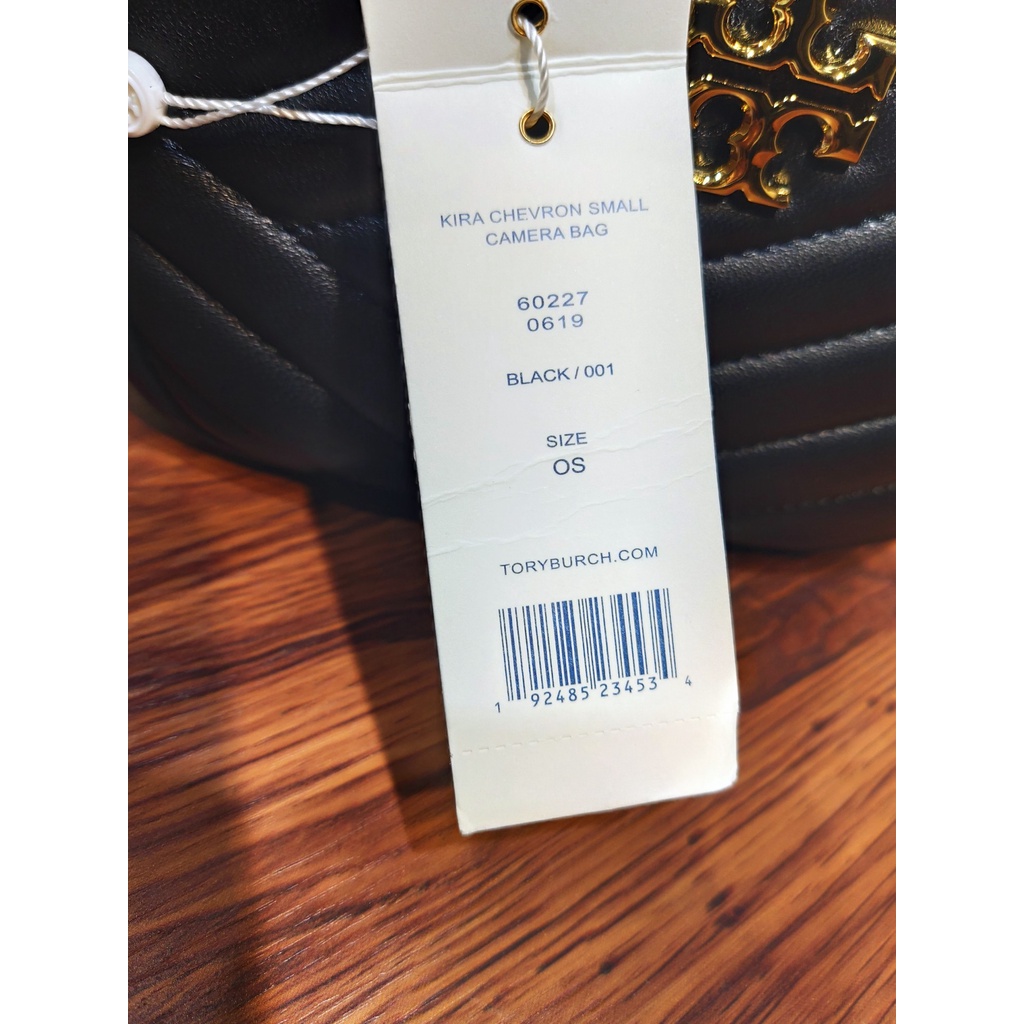 KIRA CHEVRON SMALL
CAMERA BAG
60227
0619
BLACK / 001
SIZE
OS
TORYBURCH.COM
1 92485 23453 4